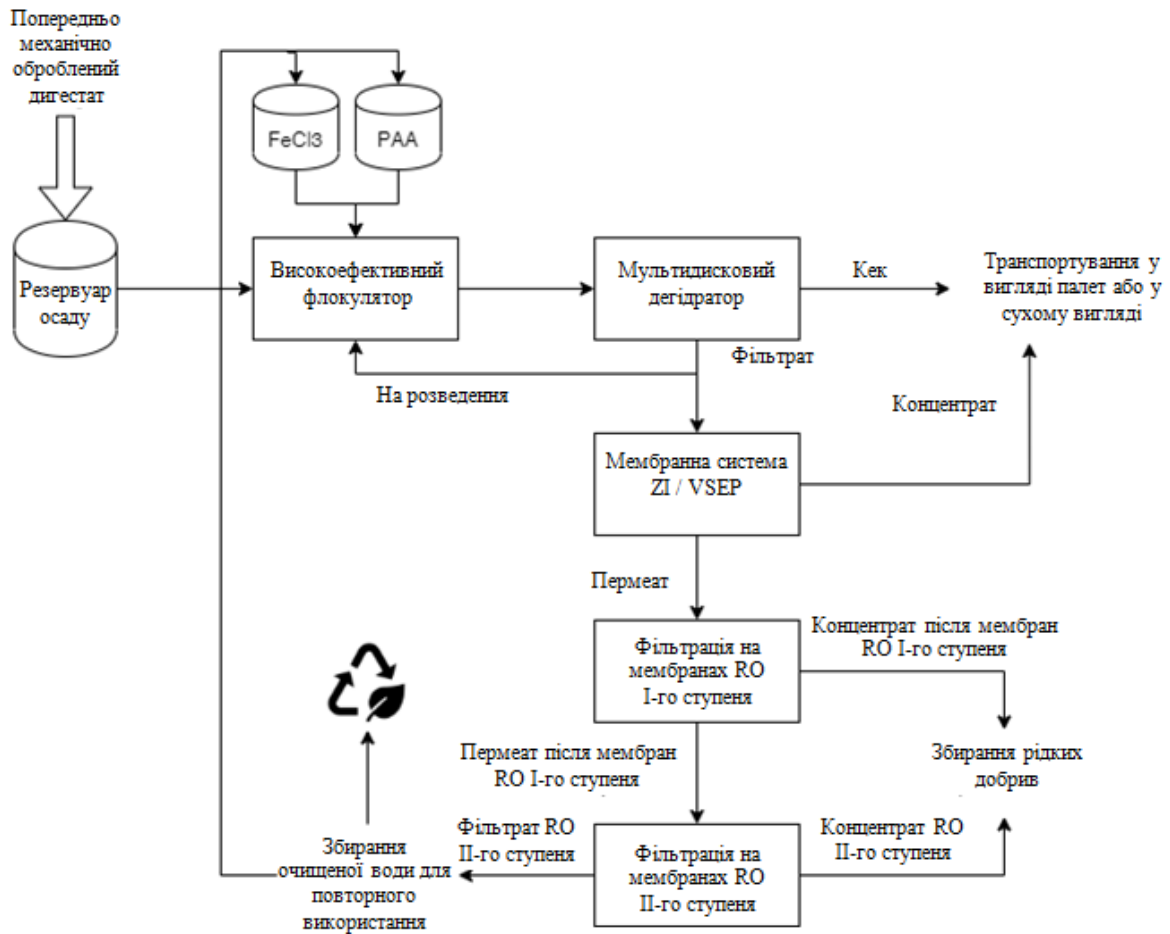 Попередньо
механічно
оброблений
дигестат
FeCl3
PAA
Резервуар
осаду
Високоефективний
флокулятор
Мультидисковий
дегідратор
Кек
Транспортування у
вигляді палет або у
сухому вигляді
Фільтрат
На розведення
Концентрат
Мембранна система
ZI / VSEP
Пермеат
Фільтрація на
мембранах RO
I-го ступеня
Концентрат після мембран
RO I-го ступеня
Пермеат після мембран
RO I-го ступеня
Збирання рідких
добрив
Збирання
очищеної води для
повторного
використання
Фільтрат RO
II-го ступеня
Фільтрація на
мембранах RO
II-го ступеня
Концентрат RO
II-го ступеня